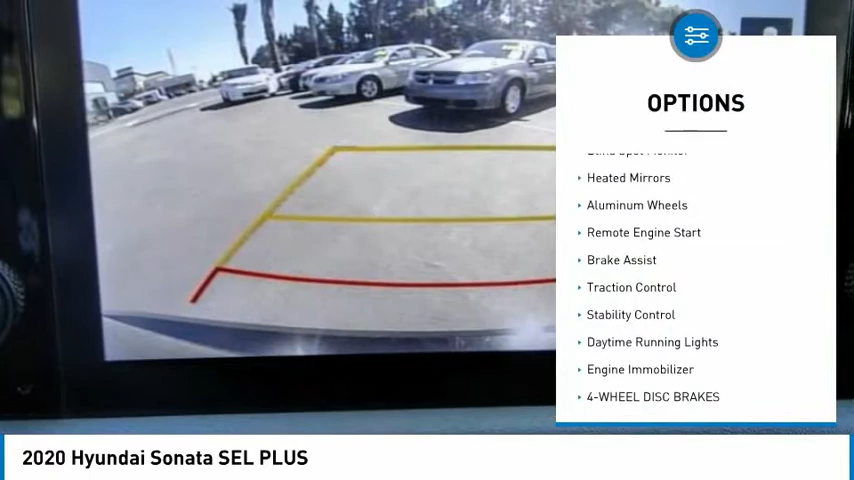 OPTIONS
Heated Mirrors
Aluminum Wheels
Remote Engine Start
Brake Assist
Traction Control
Stability Control
Daytime Running Lights
Engine Immobilizer
4-WHEEL DISC BRAKES
2020 Hyundai Sonata SEL PLUS